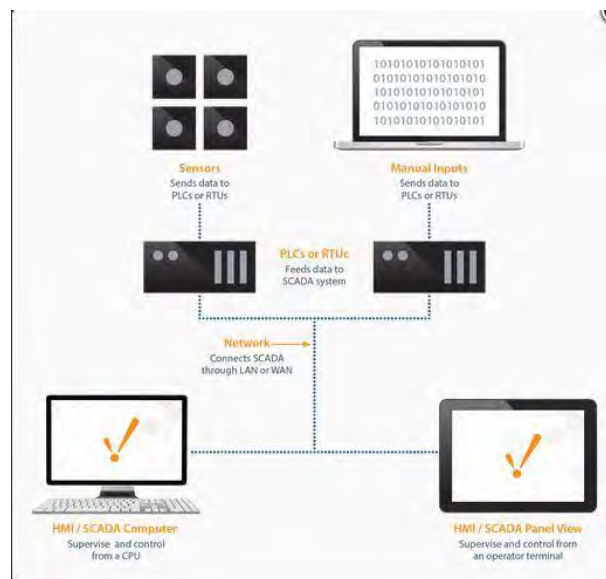 10101010101010101
01010101010101010
10101010101010101
01010101010101010
10101010101010101
Sensors
Sends data to
PLCs or RTUs
Manual Inputs
Sends data to
PLCs or RTUs
PLCs or RTUc
Feeds data to
SCADA system
Network
Connects SCADA
through LAN or WAN
HMI / SCADA Computer
Supervise and control
from a CPU
HMI / SCADA Panel View
Supervise and control from
an operator terminal